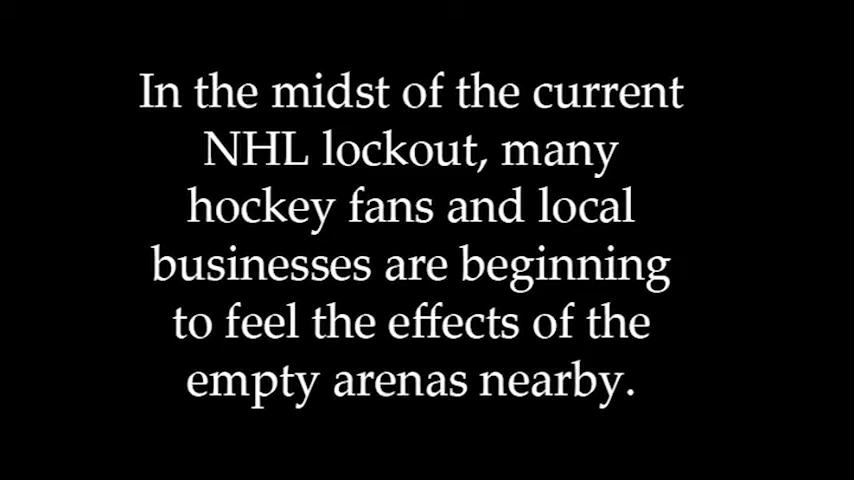 In the midst of the current
NHL lockout, many
hockey fans and local
businesses are beginning
to feel the effects of the
empty arenas nearby.